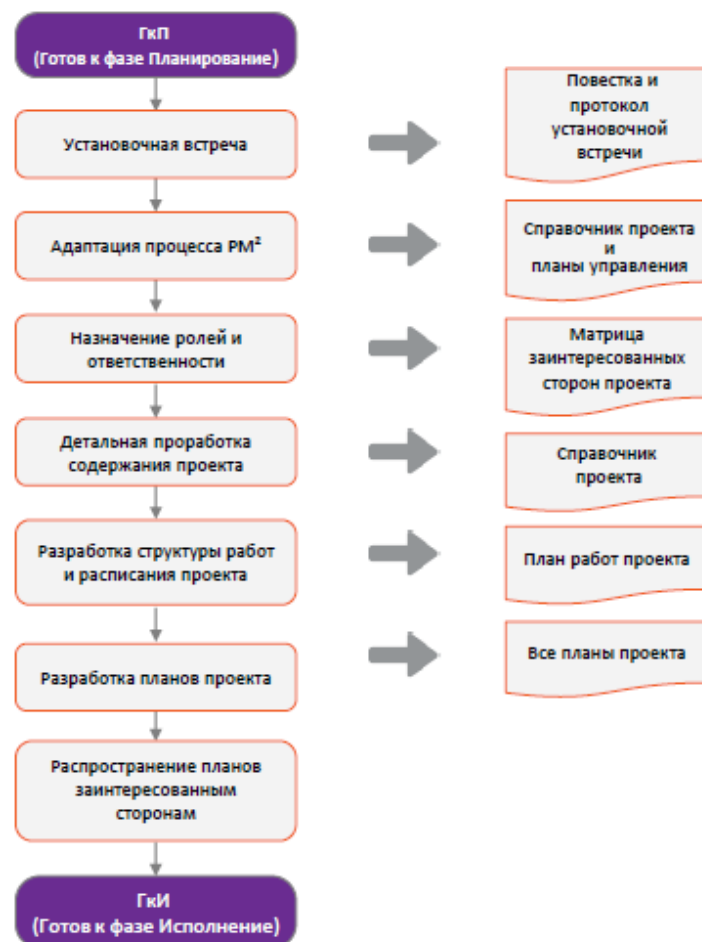 ГкП
(Готов к фазе Планирование)
Установочная встреча
Повестка и
протокол
установочной
встречи
Адаптация процесса PM²
Справочник проекта
и
планы управления
Назначение ролей и
ответственности
Матрица
заинтересованных
сторон проекта
Детальная проработка
содержания проекта
Справочник
проекта
Разработка структуры работ
и расписания проекта
План работ проекта
Разработка планов проекта
Все планы проекта
Распространение планов
заинтересованным
сторонам
ГкИ
(Готов к фазе Исполнение)